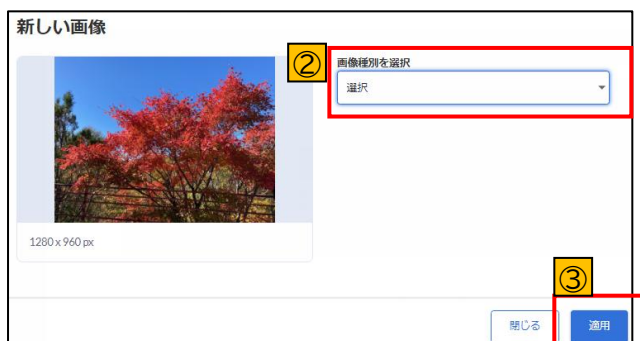 新しい画像
② 画像種別を選択
選択
1280 x 960 px
③
閉じる 適用